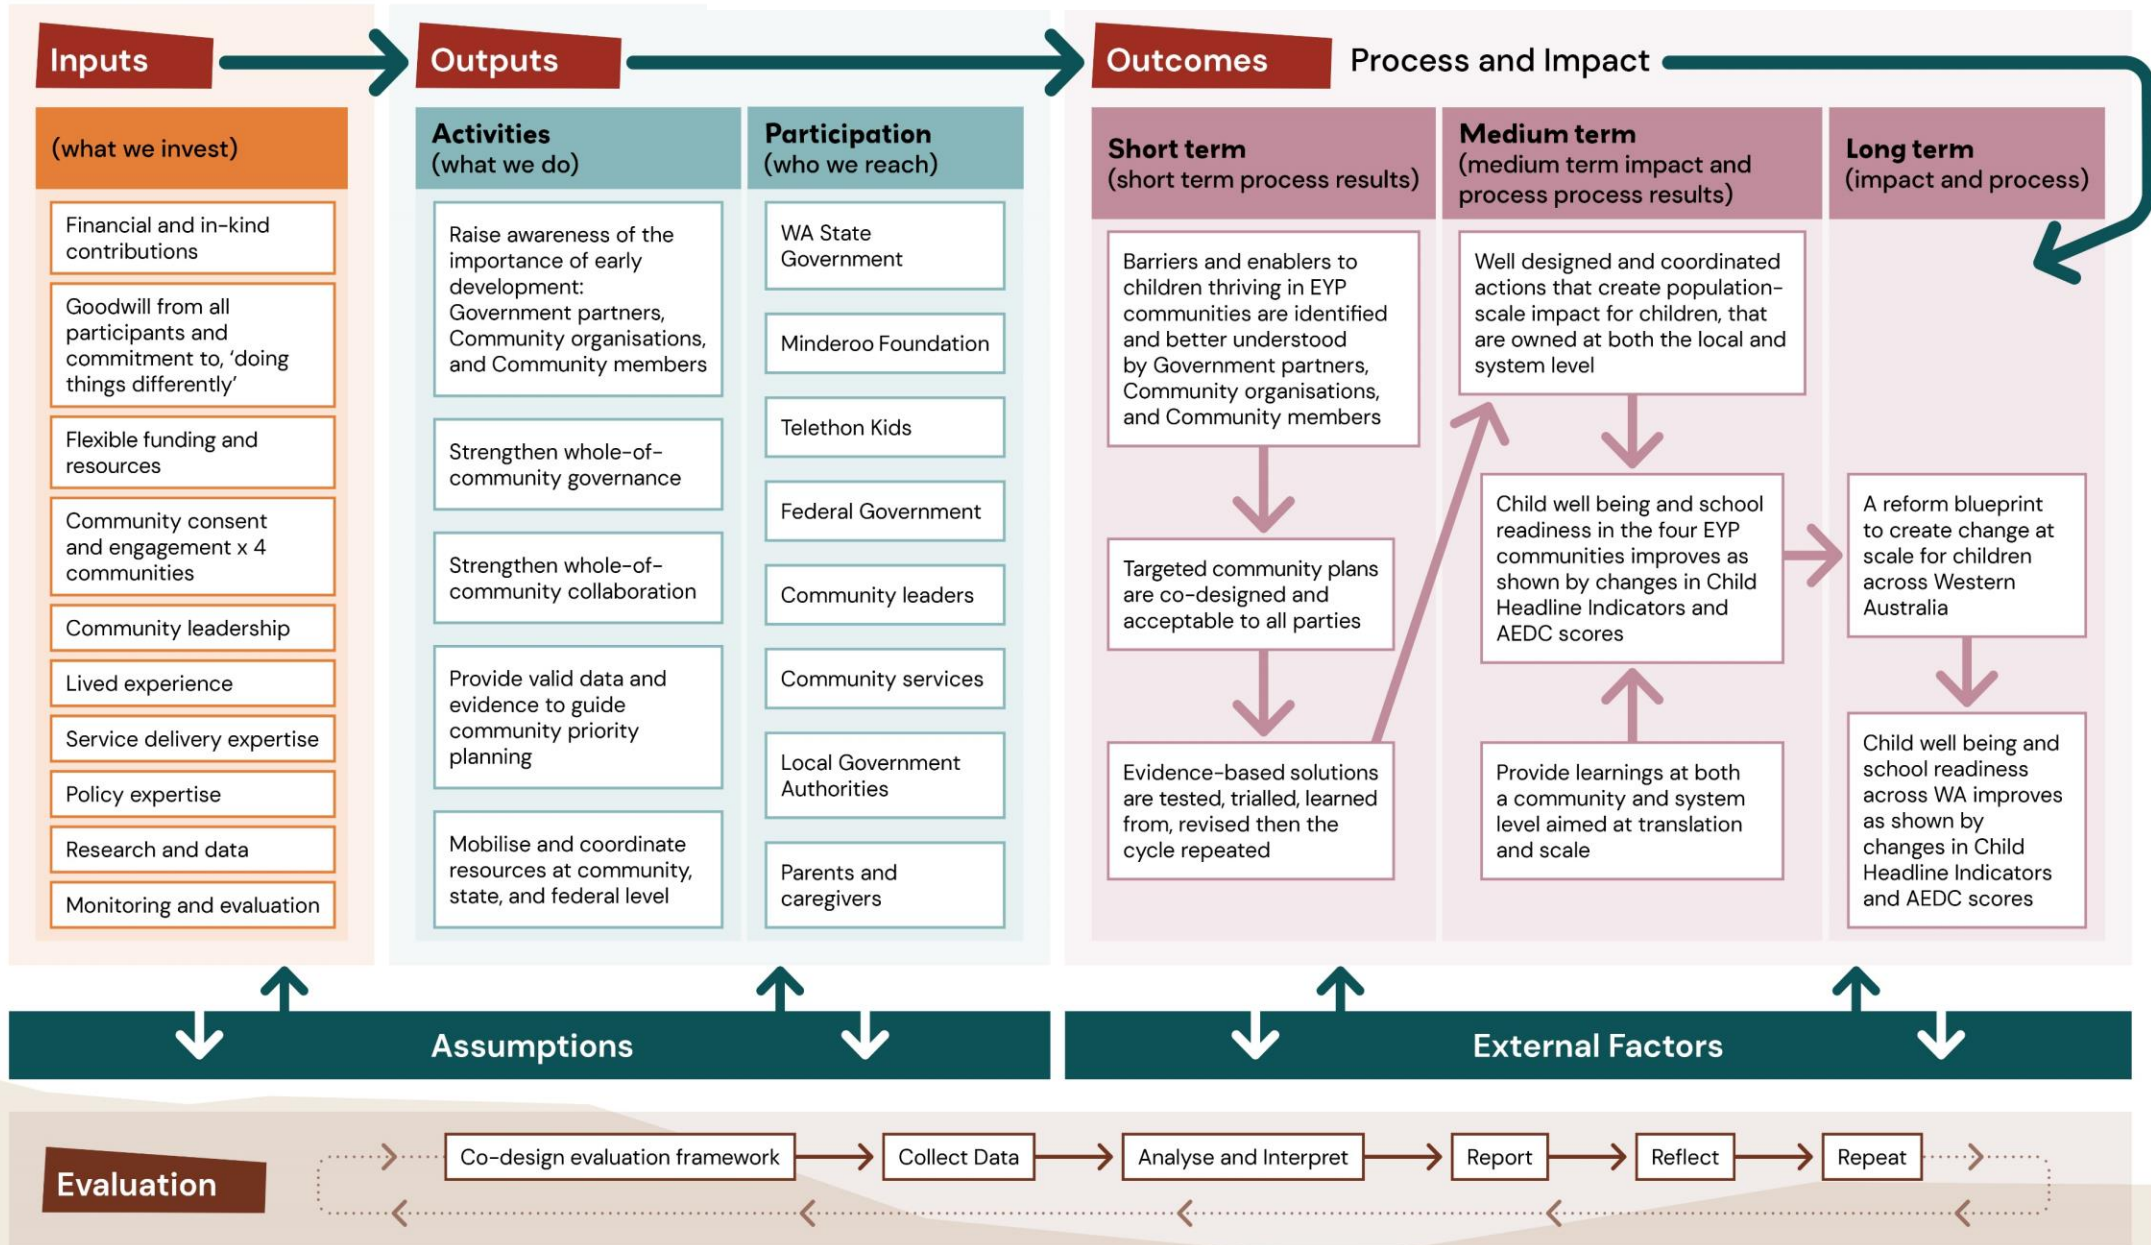 Inputs
(what we invest)
Financial and in-kind
contributions
Goodwill from all
participants and
commitment to, ‘doing
things differently’
Flexible funding and
resources
Community consent
and engagement x 4
communities
Community leadership
Lived experience
Service delivery expertise
Policy expertise
Research and data
Monitoring and evaluation
Outputs
Activities
(what we do)
Raise awareness of the
importance of early
development:
Government partners,
Community organisations,
and Community members
Strengthen whole-of-
community governance
Strengthen whole-of-
community collaboration
Provide valid data and
evidence to guide
community priority
planning
Mobilise and coordinate
resources at community,
state, and federal level
Participation
(who we reach)
WA State
Government
Minderoo Foundation
Telethon Kids
Federal Government
Community leaders
Community services
Local Government
Authorities
Parents and
caregivers
Outcomes
Process and Impact
Short term
(short term process results)
Barriers and enablers to
children thriving in EYP
communities are identified
and better understood
by Government partners,
Community organisations,
and Community members
Targeted community plans
are co-designed and
acceptable to all parties
Evidence-based solutions
are tested, trialled, learned
from, revised then the
cycle repeated
Medium term
(medium term impact and
process process results)
Well designed and coordinated
actions that create population-
scale impact for children, that
are owned at both the local and
system level
Child well being and school
readiness in the four EYP
communities improves as
shown by changes in Child
Headline Indicators and
AEDC scores
Provide learnings at both
a community and system
level aimed at translation
and scale
Long term
(impact and process)
A reform blueprint
to create change at
scale for children
across Western
Australia
Child well being and
school readiness
across WA improves
as shown by
changes in Child
Headline Indicators
and AEDC scores
Assumptions
External Factors
Evaluation
Co-design evaluation framework
Collect Data
Analyse and Interpret
Report
Reflect
Repeat